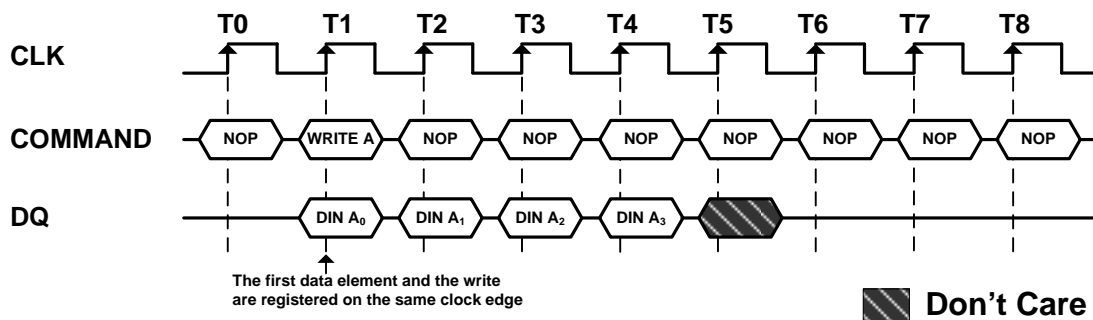 T0 T1 T2 T3 T4 T5 T6 T7 T8
CLK
COMMAND NOP WRITE A NOP NOP NOP NOP NOP NOP NOP
DQ DIN A₀ DIN A₁ DIN A₂ DIN A₃
The first data element and the write
are registered on the same clock edge
Don't Care